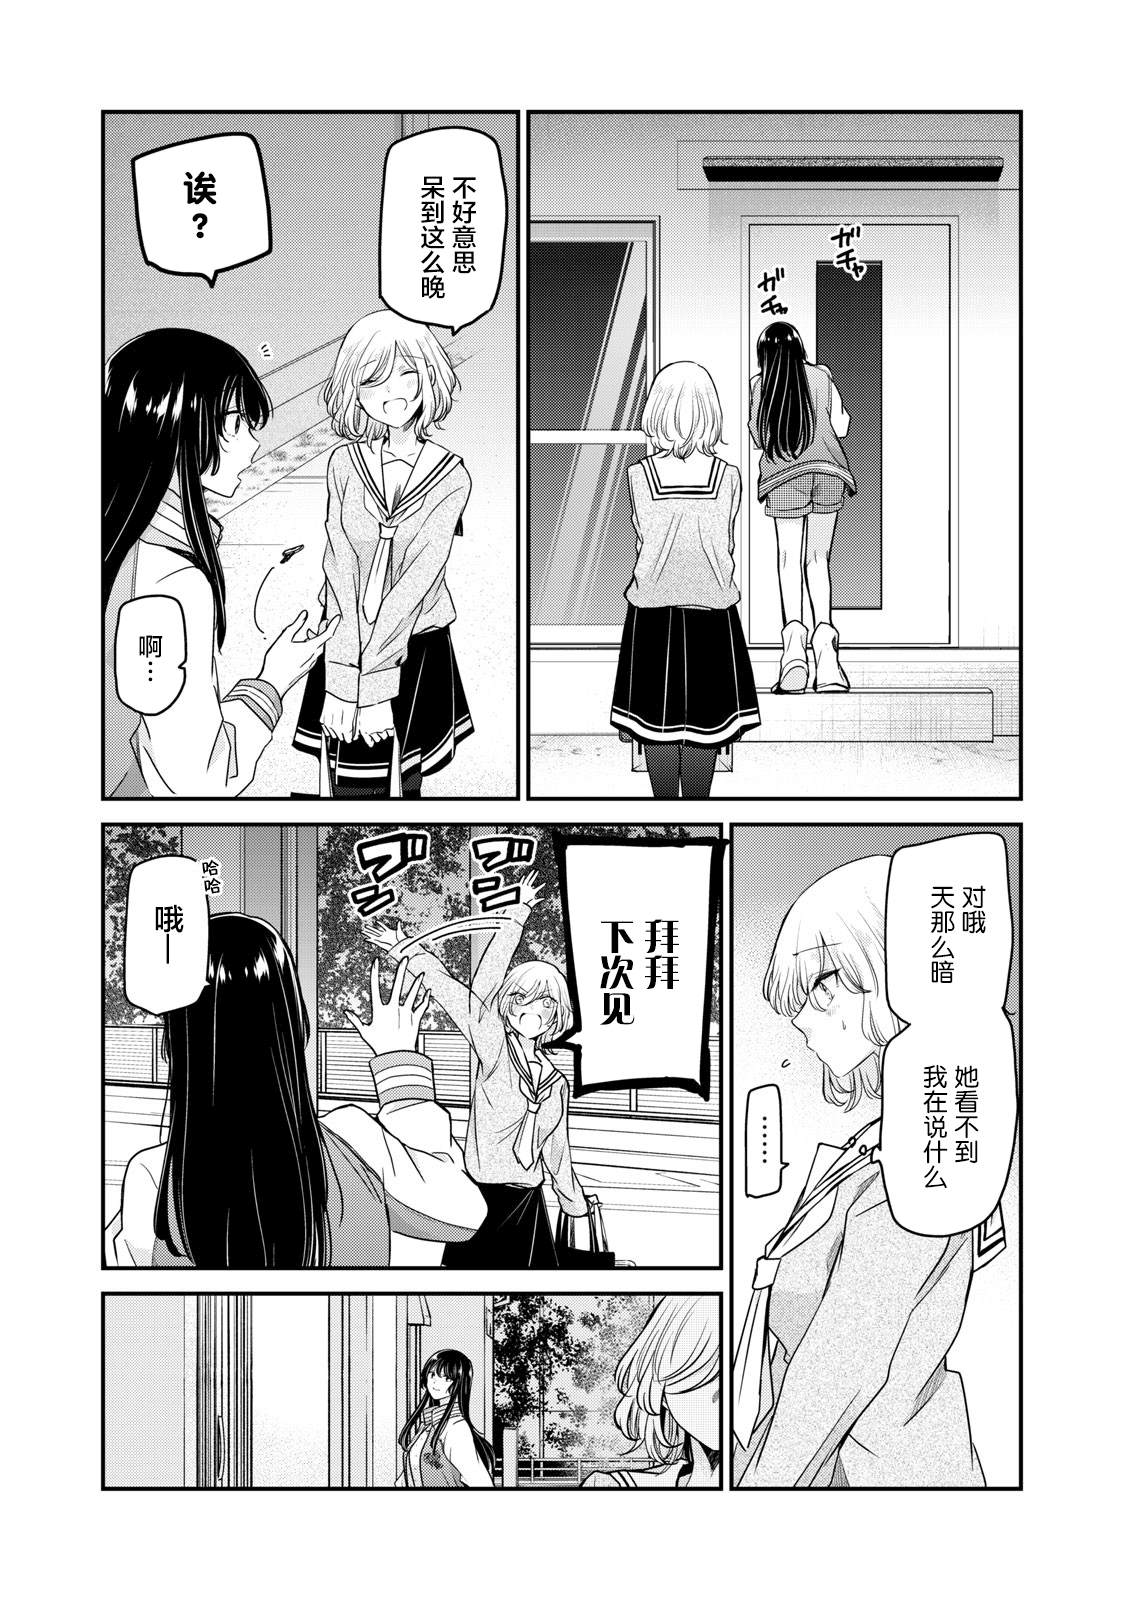 ガチャ
ガチャ
不好意思
呆到这么晚
诶？
啊…
对哦
天那么暗
她看不到
我在说什么
……
拜拜
下次见
ブン
ブン
哈哈
哦—